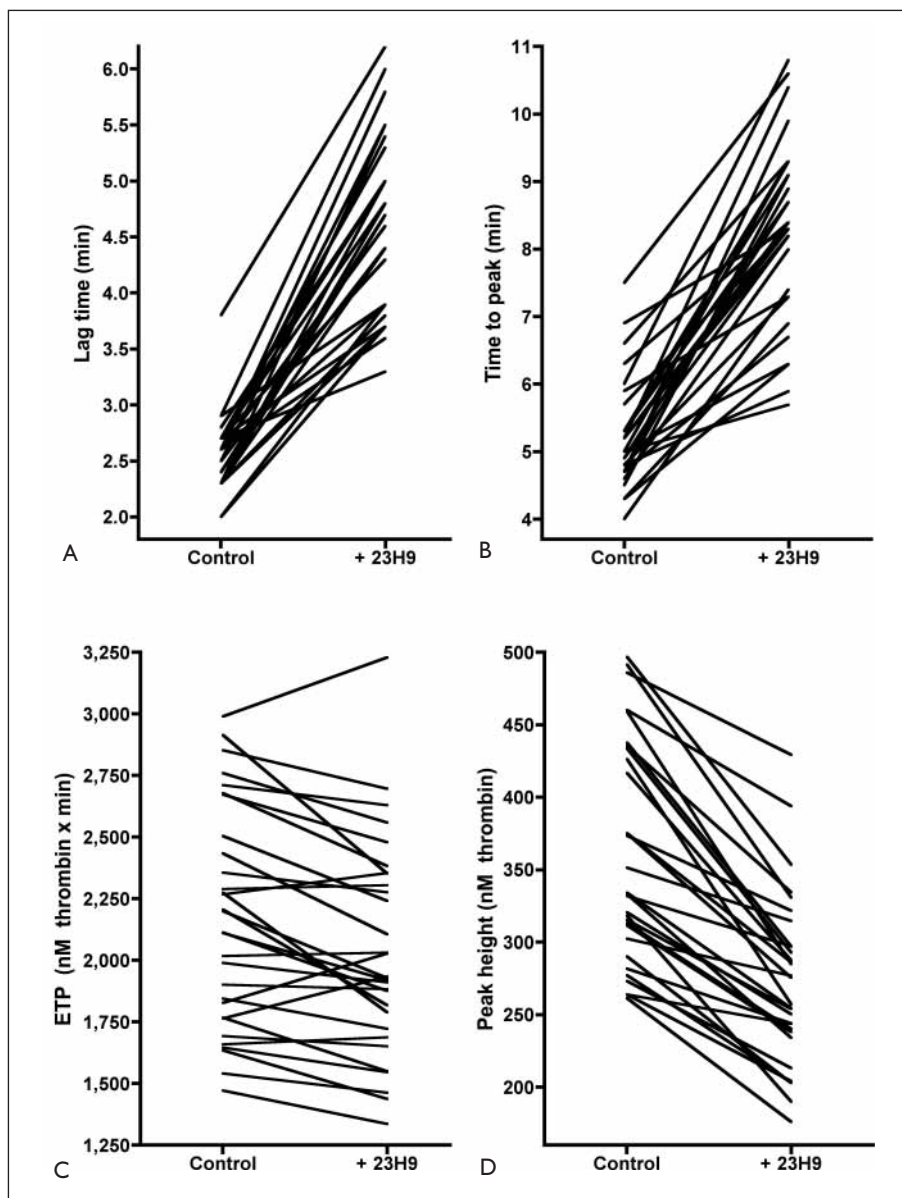 6.0
5.5
5.0
4.5
4.0
3.5
3.0
2.5
2.0
Lag time (min)
Control
+ 23H9
A
11
10
9
8
7
6
5
4
Time to peak (min)
Control
+ 23H9
B
3,250
3,000
2,750
2,500
2,250
2,000
1,750
1,500
1,250
ETP (nM thrombin x min)
Control
+ 23H9
C
500
450
400
350
300
250
200
Peak height (nM thrombin)
Control
+ 23H9
D